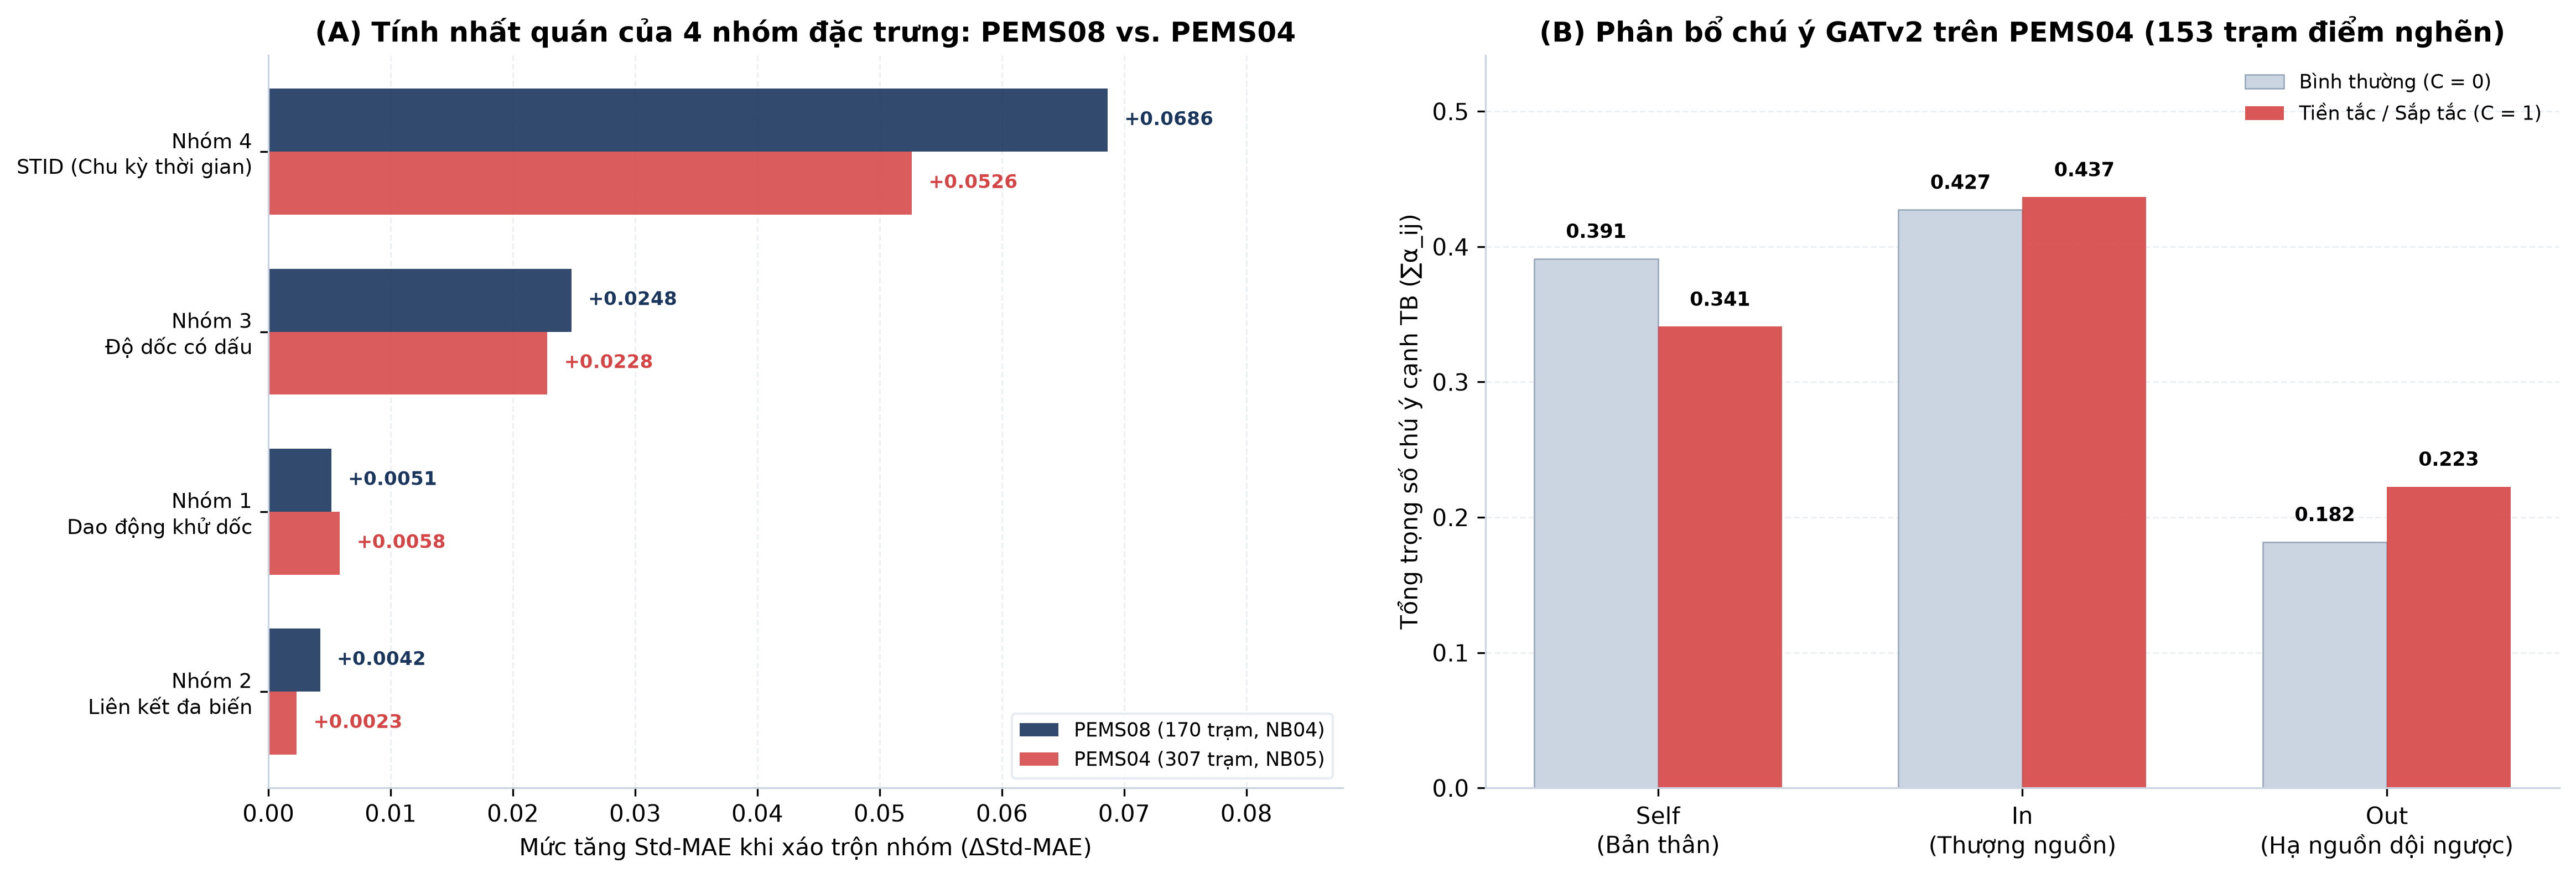 (A) Tính nhất quán của 4 nhóm đặc trưng: PEMS08 vs. PEMS04
Nhóm 4
STID (Chu kỳ thời gian)
+0.0686
+0.0526
Nhóm 3
Độ dốc có dấu
+0.0248
+0.0228
Nhóm 1
Dao động khử dốc
+0.0051
+0.0058
Nhóm 2
Liên kết đa biến
+0.0042
+0.0023
PEMS08 (170 trạm, NB04)
PEMS04 (307 trạm, NB05)
0.00 0.01 0.02 0.03 0.04 0.05 0.06 0.07 0.08
Mức tăng Std-MAE khi xáo trộn nhóm (ΔStd-MAE)
(B) Phân bổ chú ý GATv2 trên PEMS04 (153 trạm điểm nghẽn)
Bình thường (C = 0)
Tiền tắc / Sắp tắc (C = 1)
Tổng trọng số chú ý cạnh TB (∑α_ij)
0.5
0.4
0.3
0.2
0.1
0.0
0.391
0.341
0.427
0.437
0.182
0.223
Self
(Bản thân)
In
(Thượng nguồn)
Out
(Hạ nguồn dội ngược)